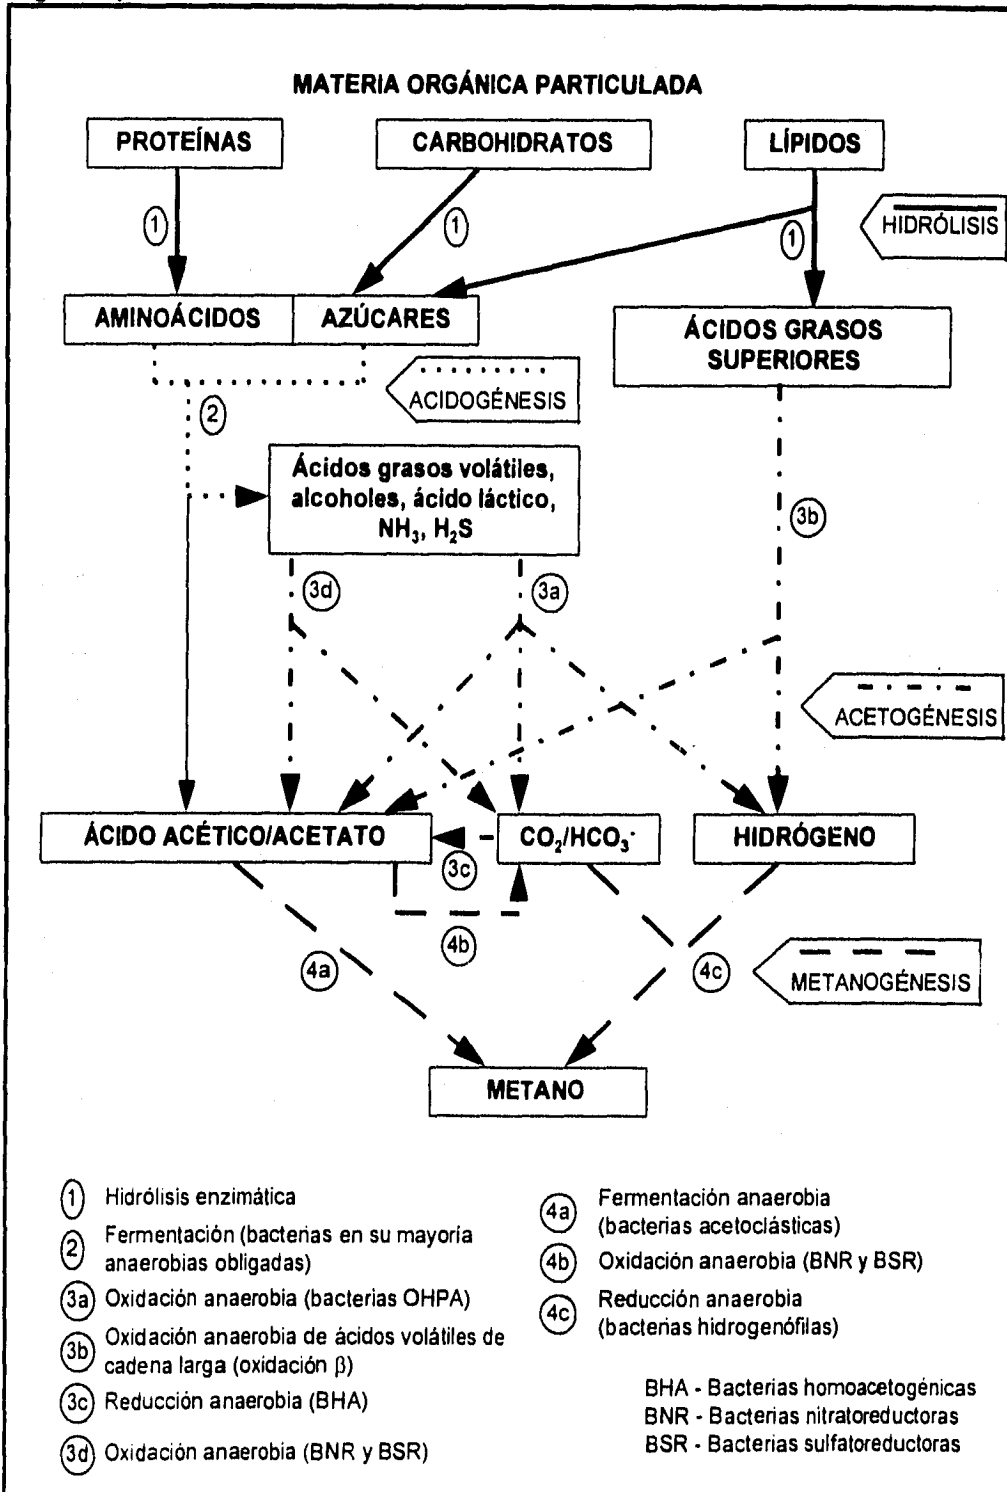 MATERIA ORGÁNICA PARTICULADA
PROTEÍNAS
CARBOHIDRATOS
LÍPIDOS
1
1
1
HIDRÓLISIS
AMINOÁCIDOS
AZÚCARES
ÁCIDOS GRASOS
SUPERIORES
ACIDOGÉNESIS
2
Ácidos grasos volátiles,
alcoholes, ácido láctico,
NH₃, H₂S
3b
3d
3a
ACETOGÉNESIS
ÁCIDO ACÉTICO/ACETATO
CO₂/HCO₃⁻
HIDRÓGENO
3c
4b
4a
4c
METANOGÉNESIS
METANO
1 Hidrólisis enzimática
2 Fermentación (bacterias en su mayoría
anaerobias obligadas)
3a Oxidación anaerobia (bacterias OHPA)
3b Oxidación anaerobia de ácidos volátiles de
cadena larga (oxidación β)
3c Reducción anaerobia (BHA)
3d Oxidación anaerobia (BNR y BSR)
4a Fermentación anaerobia
(bacterias acetoclásticas)
4b Oxidación anaerobia (BNR y BSR)
4c Reducción anaerobia
(bacterias hidrogenófilas)
BHA - Bacterias homoacetogénicas
BNR - Bacterias nitratoreductoras
BSR - Bacterias sulfatoreductoras